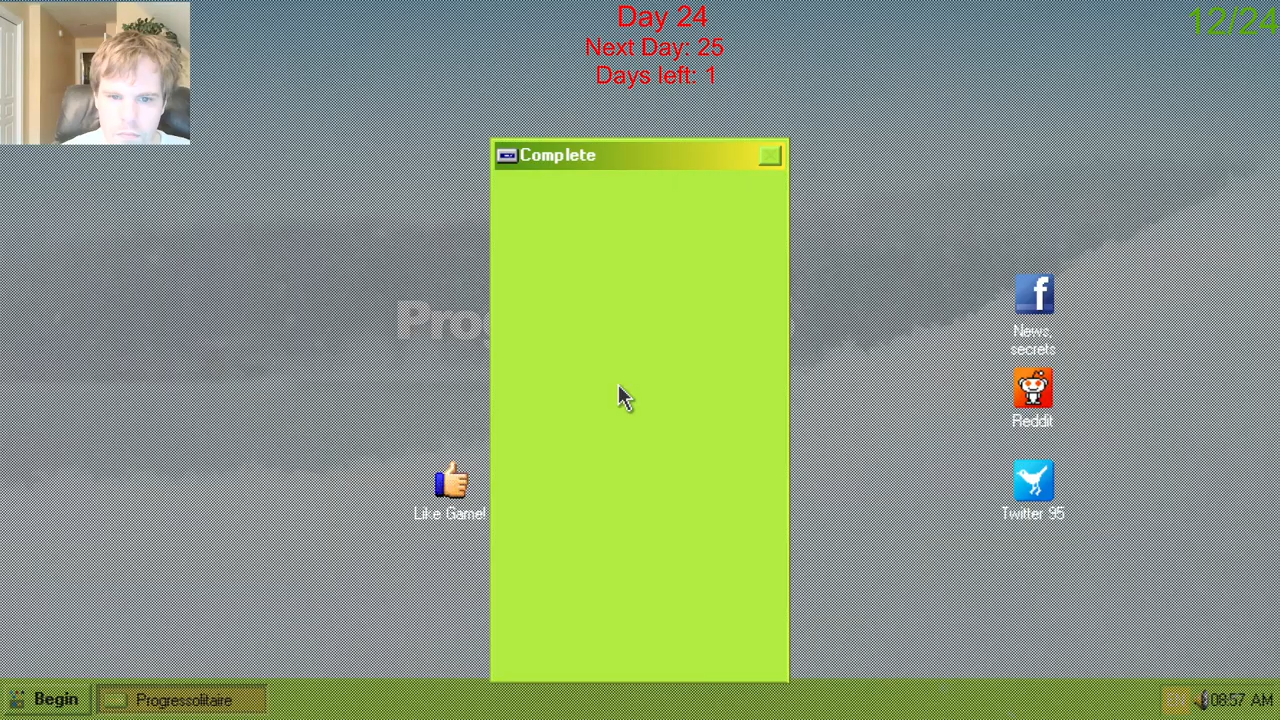 Day 24
12/24
Next Day: 25
Days left: 1
Complete
News,
secrets
Reddit
Like Game!
Twitter 95
Begin
Progressolitaire
EN
08:57 AM